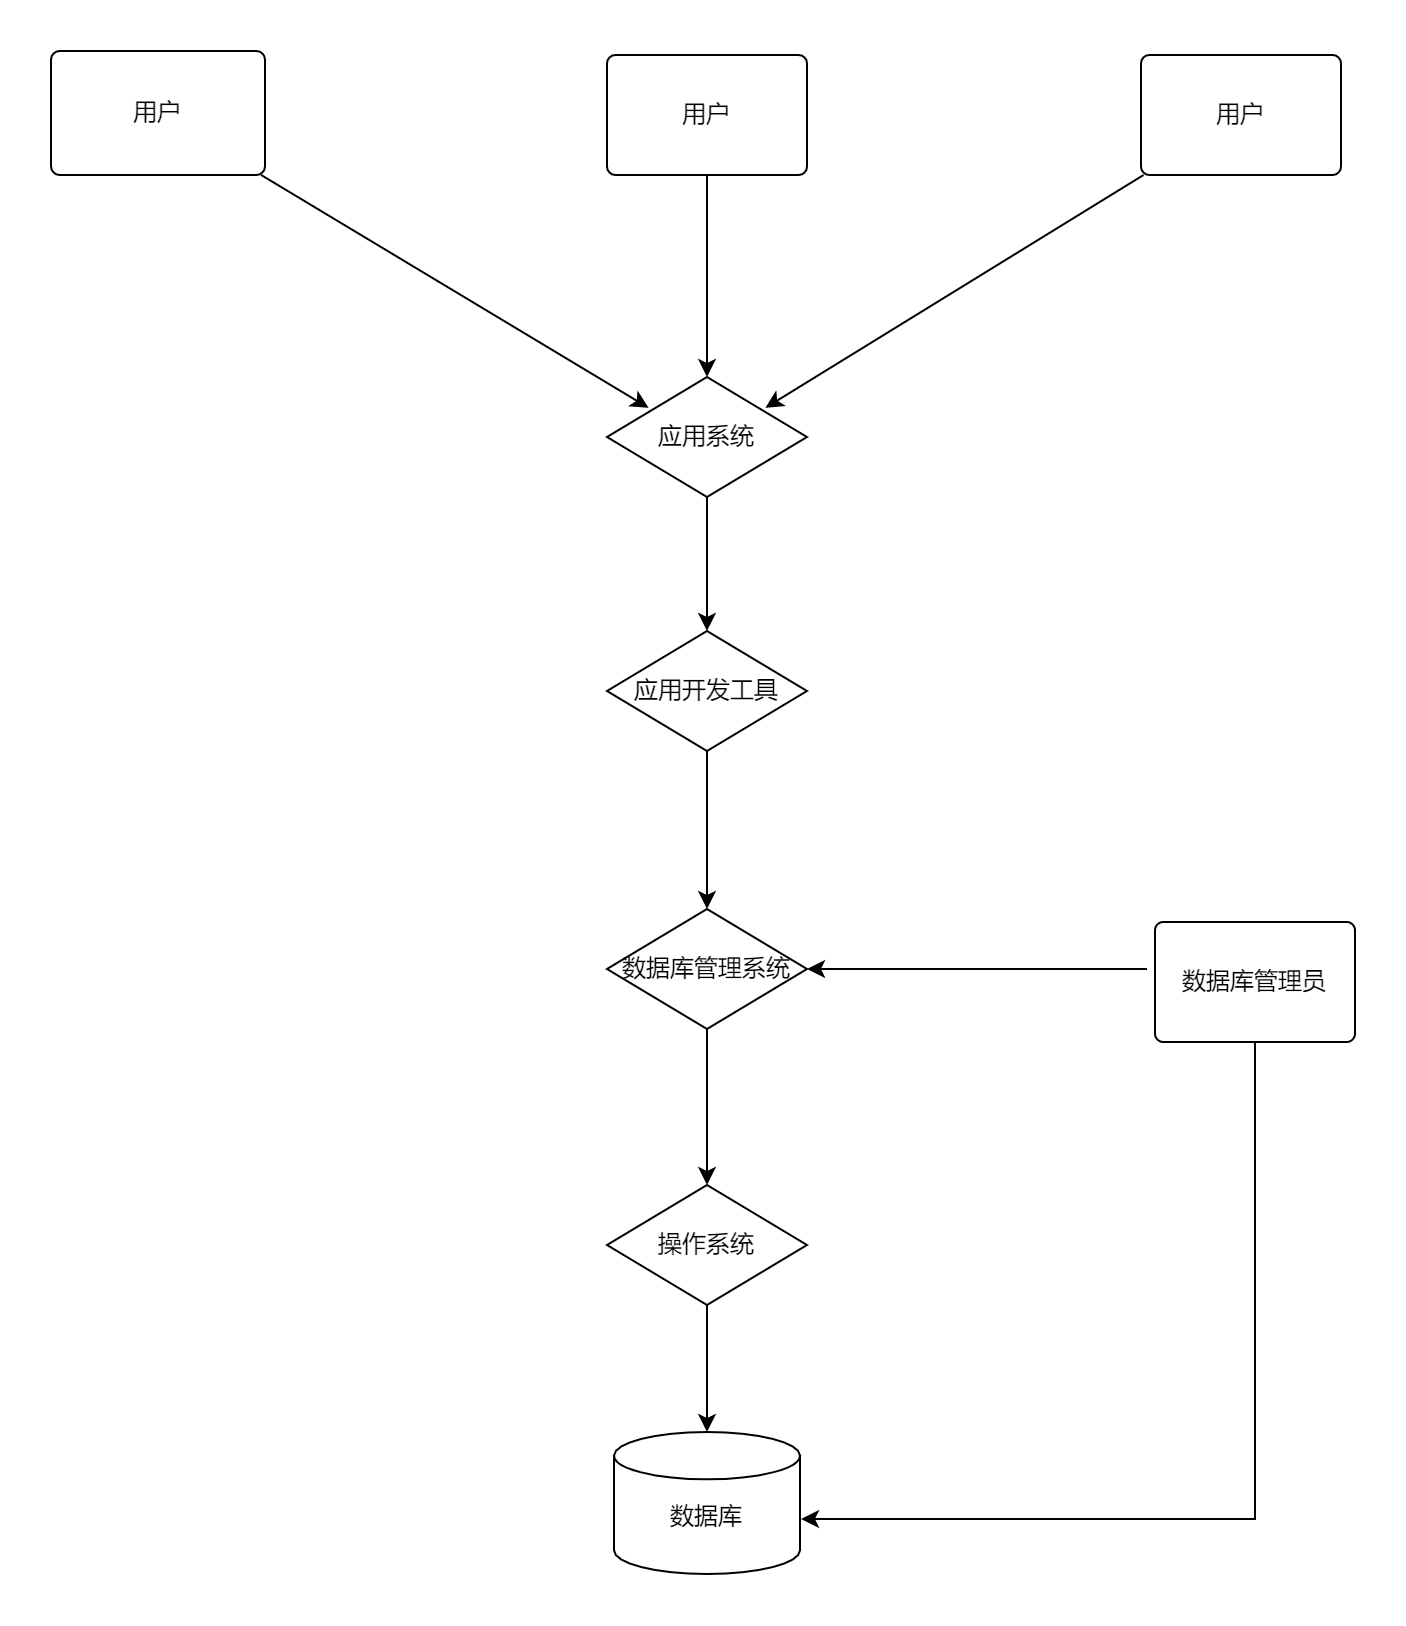 用户
用户
用户
应用系统
应用开发工具
数据库管理系统
数据库管理员
操作系统
数据库